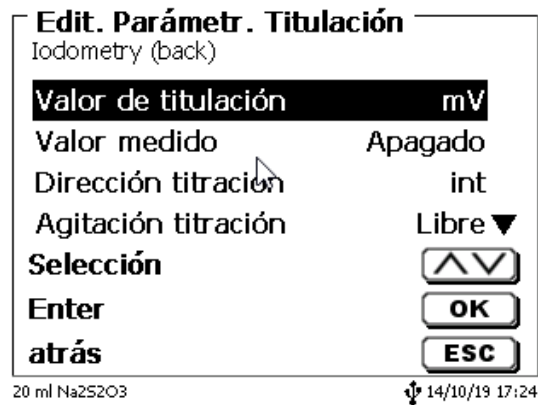 Edit. Parámetr. Titulación
Iodometry (back)
Valor de titulación mV
Valor medido Apagado
Dirección titración int
Agitación titración Libre ▼
Selección
Enter OK
atrás ESC
20 ml Na2S2O3 14/10/19 17:24